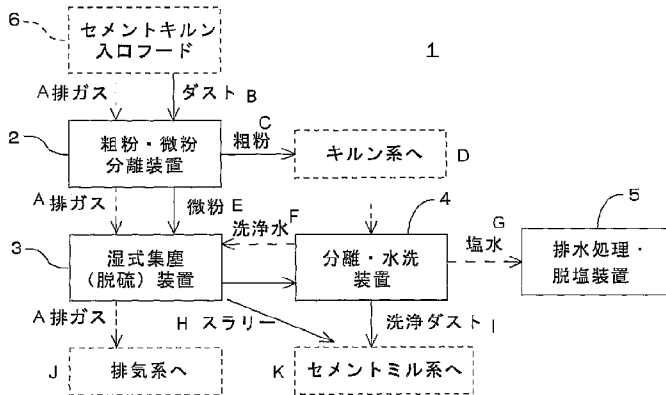 6
セメントキルン
入口フード
1
A排ガス
ダスト B
2
粗粉・微粉
分離装置
C
粗粉
キルン系へ
D
A排ガス
微粉 E
洗浄水F
4
G
塩水
5
3
湿式集塵
(脱硫)装置
分離・水洗
装置
排水処理・
脱塩装置
A排ガス
H スラリー
洗浄ダスト I
J
排気系へ
K
セメントミル系へ